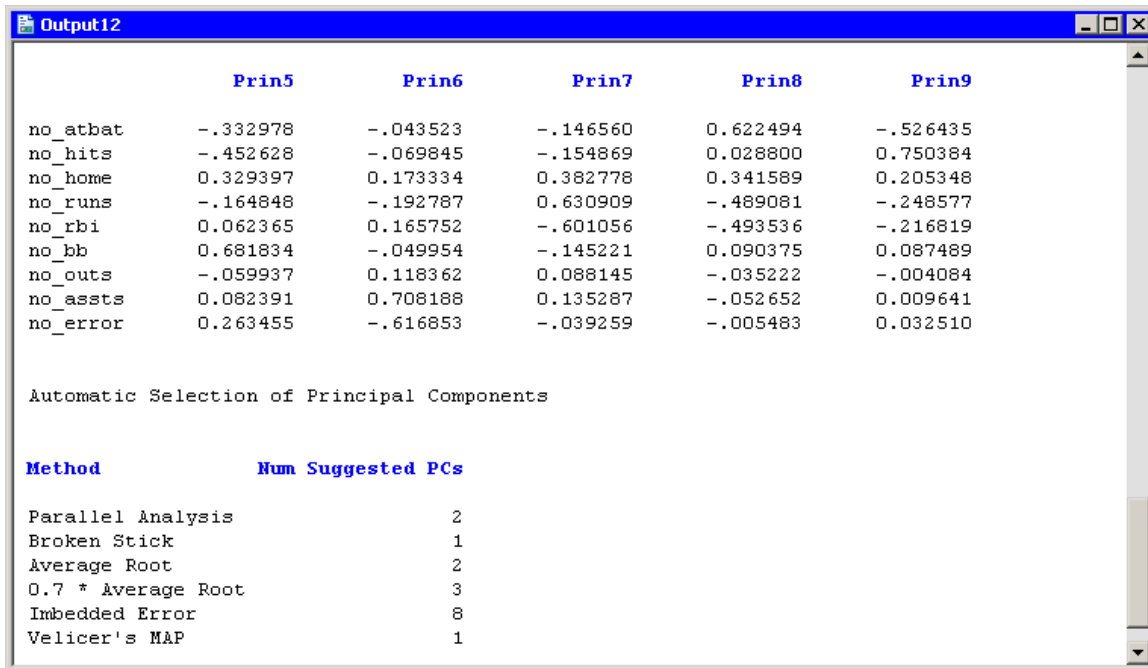 Output12
Prin5 Prin6 Prin7 Prin8 Prin9
no_atbat -.332978 -.043523 -.146560 0.622494 -.526435
no_hits -.452628 -.069845 -.154869 0.028800 0.750384
no_home 0.329397 0.173334 0.382778 0.341589 0.205348
no_runs -.164848 -.192787 0.630909 -.489081 -.248577
no_rbi 0.062365 0.165752 -.601056 -.493536 -.216819
no_bb 0.681834 -.049954 -.145221 0.090375 0.087489
no_outs -.059937 0.118362 0.088145 -.035222 -.004084
no_assts 0.082391 0.708188 0.135287 -.052652 0.009641
no_error 0.263455 -.616853 -.039259 -.005483 0.032510
Automatic Selection of Principal Components
Method Num Suggested PCs
Parallel Analysis 2
Broken Stick 1
Average Root 2
0.7 * Average Root 3
Imbedded Error 8
Velicer's MAP 1